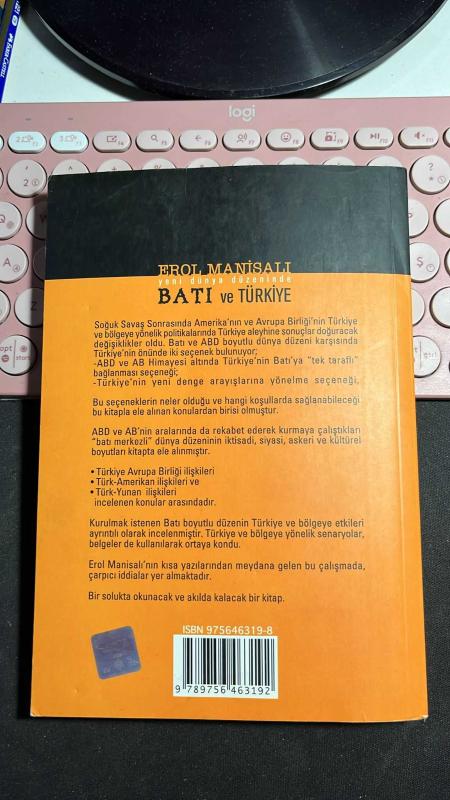 logi
F4
F5
F6
F7
F8
F9
F10
F11
EROL MANİSALI
yeni dünya düzeninde
BATI ve TÜRKİYE
Soğuk Savaş Sonrasında Amerika'nın ve Avrupa Birliği'nin Türkiye
ve bölgeye yönelik politikalarında Türkiye aleyhine sonuçlar doğuracak
değişiklikler oldu. Batı ve ABD boyutlu dünya düzeni karşısında
Türkiye'nin önünde iki seçenek bulunuyor;
-ABD ve AB Himayesi altında Türkiye'nin Batı'ya "tek taraflı"
bağlanması seçeneği;
-Türkiye'nin yeni denge arayışlarına yönelme seçeneği,
Bu seçeneklerin neler olduğu ve hangi koşullarda sağlanabileceği
bu kitapla ele alınan konulardan birisi olmuştur.
ABD ve AB'nin aralarında da rekabet ederek kurmaya çalıştıkları
"batı merkezli" dünya düzeninin iktisadi, siyasi, askeri ve kültürel
boyutları kitapta ele alınmıştır.
• Türkiye Avrupa Birliği ilişkileri
• Türk-Amerikan ilişkileri ve
• Türk-Yunan ilişkileri
incelenen konular arasındadır.
Kurulmak istenen Batı boyutlu düzenin Türkiye ve bölgeye etkileri
ayrıntılı olarak incelenmiştir. Türkiye ve bölgeye yönelik senaryolar,
belgeler de kullanılarak ortaya kondu.
Erol Manisalı'nın kısa yazılarından meydana gelen bu çalışmada,
çarpıcı iddialar yer almaktadır.
Bir solukta okunacak ve akılda kalacak bir kitap.
ISBN 975646319-8
9 789756 463192